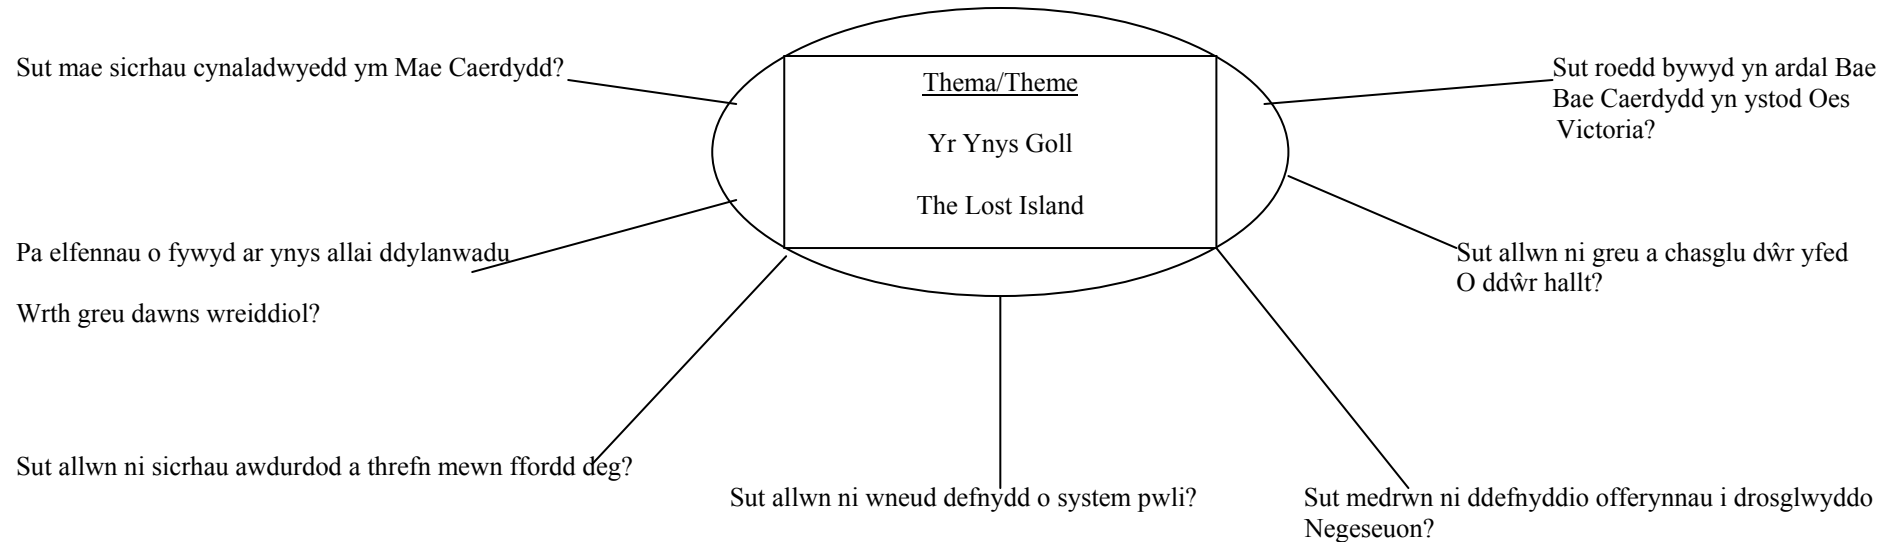 Sut mae sicrhau cynaladwyedd ym Mae Caerdydd?
Thema/Theme
Yr Ynys Goll
The Lost Island
Sut roedd bywyd yn ardal Bae
Bae Caerdydd yn ystod Oes
Victoria?
Pa elfennau o fywyd ar ynys allai ddylanwadu
Wrth greu dawns wreiddiol?
Sut allwn ni greu a chasglu dŵr yfed
O ddŵr hallt?
Sut allwn ni sicrhau awdurdod a threfn mewn ffordd deg?
Sut allwn ni wneud defnydd o system pwli?
Sut medrwn ni ddefnyddio offerynnau i drosglwyddo
Negeseuon?